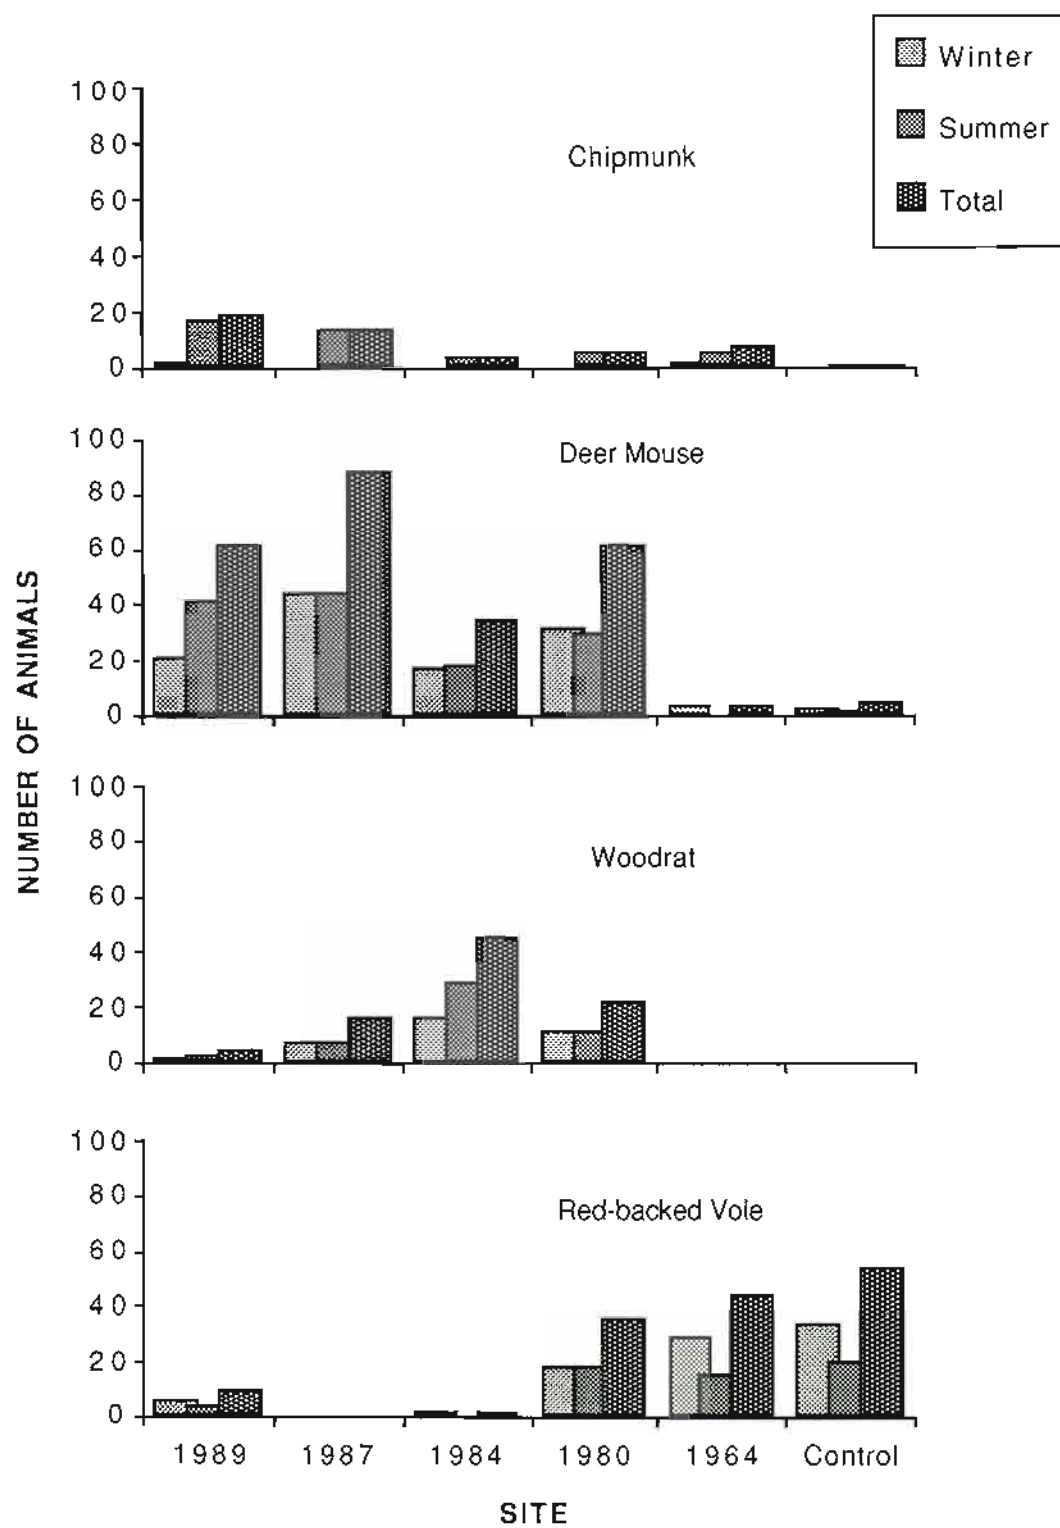 Winter
Summer
Total
Chipmunk
100
80
60
40
20
0
Deer Mouse
100
80
60
40
20
0
Woodrat
100
80
60
40
20
0
Red-backed Vole
100
80
60
40
20
0
1989 1987 1984 1980 1964 Control
SITE
NUMBER OF ANIMALS